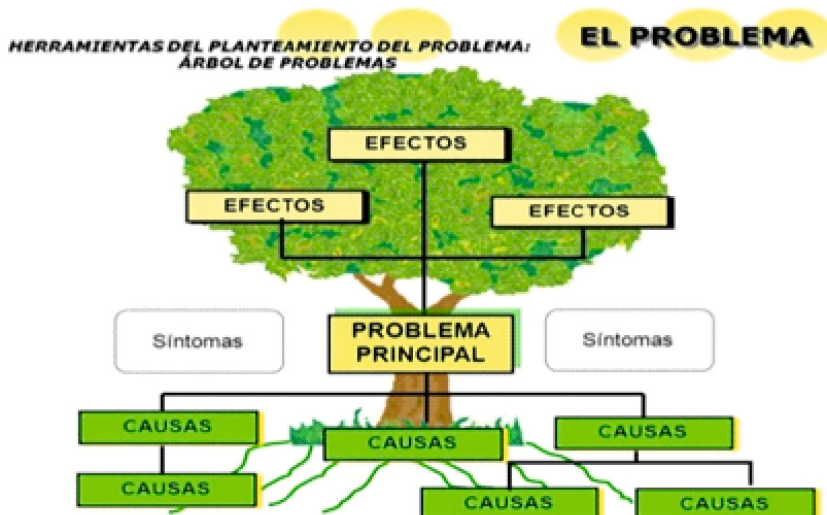 EL PROBLEMA
HERRAMIENTAS DEL PLANTEAMIENTO DEL PROBLEMA:
ÁRBOL DE PROBLEMAS
EFECTOS
EFECTOS
EFECTOS
Síntomas
PROBLEMA
PRINCIPAL
Síntomas
CAUSAS
CAUSAS
CAUSAS
CAUSAS
CAUSAS
CAUSAS